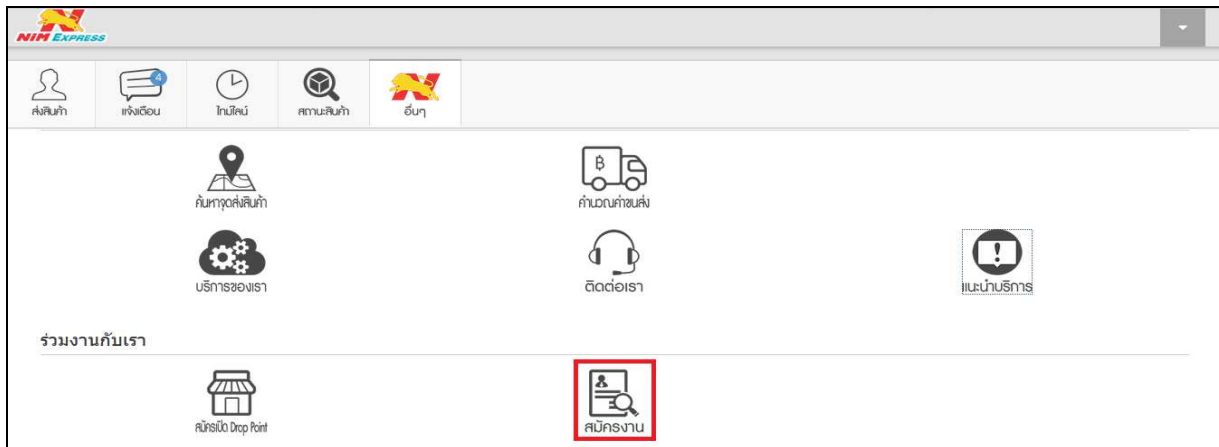 NIM EXPRESS
4
ส่งสินค้า แจ้งเตือน ไทม์ไลน์ สถานะสินค้า อื่นๆ
฿
ค้นหาจุดส่งสินค้า คำนวณค่าขนส่ง
บริการของเรา ติดต่อเรา แนะนำบริการ
ร่วมงานกับเรา
สมัครเปิด Drop Point สมัครงาน